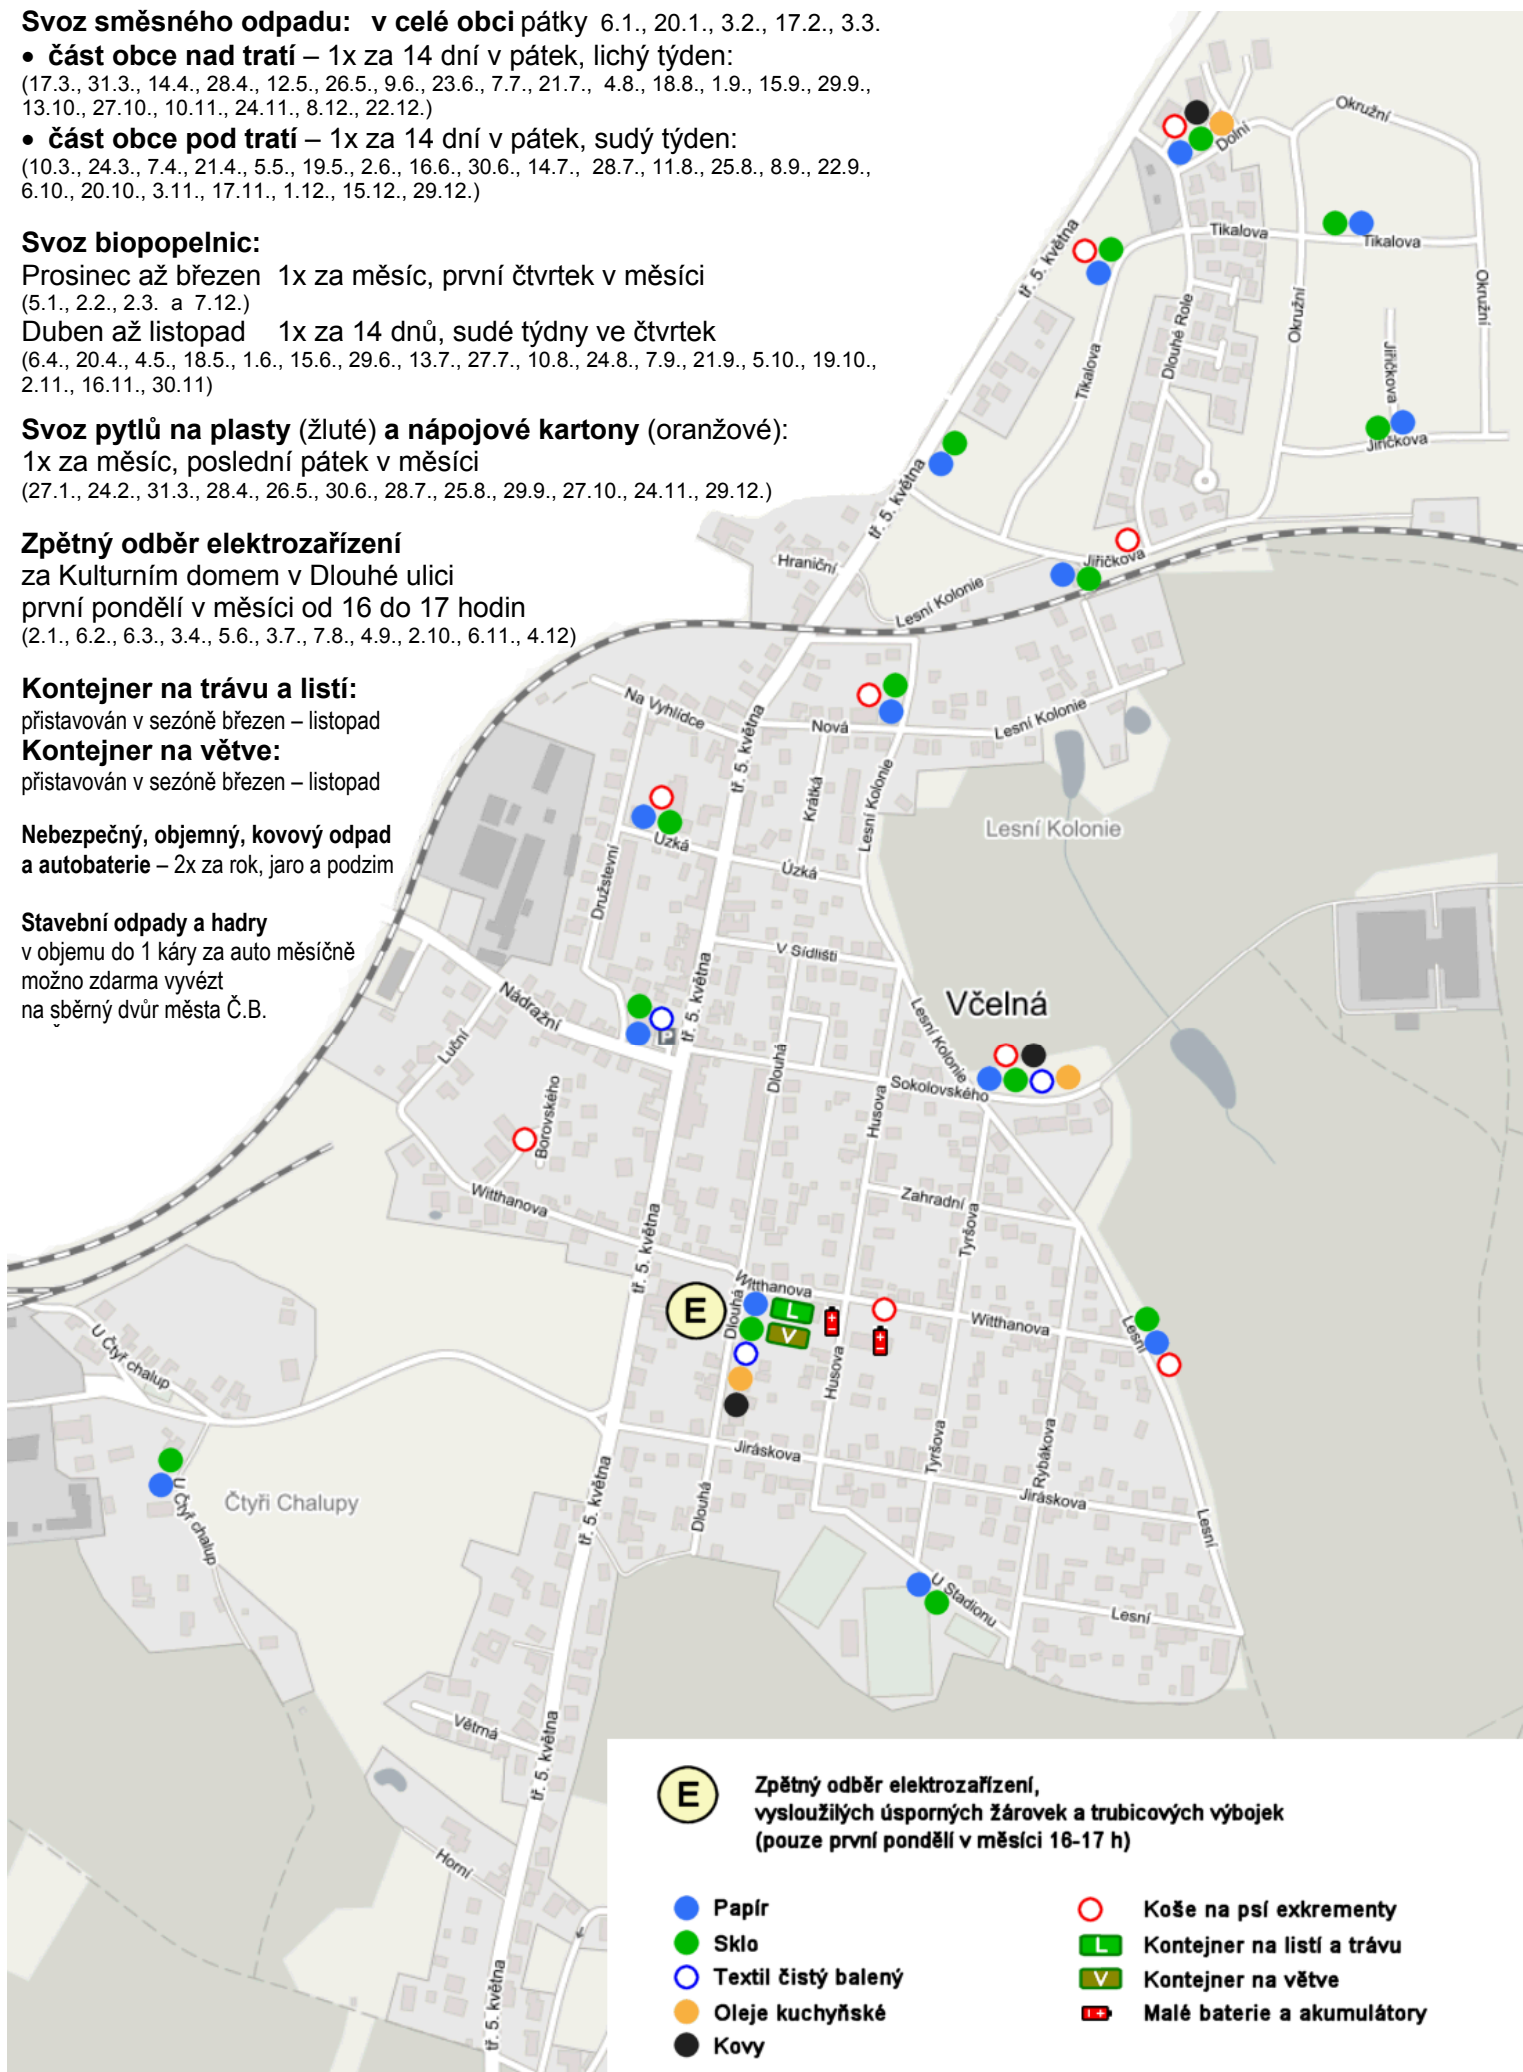 Svoz směsného odpadu: v celé obci pátky 6.1., 20.1., 3.2., 17.2., 3.3.
• část obce nad tratí – 1x za 14 dní v pátek, lichý týden:
(17.3., 31.3., 14.4., 28.4., 12.5., 26.5., 9.6., 23.6., 7.7., 21.7., 4.8., 18.8., 1.9., 15.9., 29.9.,
13.10., 27.10., 10.11., 24.11., 8.12., 22.12.)
• část obce pod tratí – 1x za 14 dní v pátek, sudý týden:
(10.3., 24.3., 7.4., 21.4., 5.5., 19.5., 2.6., 16.6., 30.6., 14.7., 28.7., 11.8., 25.8., 8.9., 22.9.,
6.10., 20.10., 3.11., 17.11., 1.12., 15.12., 29.12.)
Svoz biopopelnic:
Prosinec až březen 1x za měsíc, první čtvrtek v měsíci
(5.1., 2.2., 2.3. a 7.12.)
Duben až listopad 1x za 14 dnů, sudé týdny ve čtvrtek
(6.4., 20.4., 4.5., 18.5., 1.6., 15.6., 29.6., 13.7., 27.7., 10.8., 24.8., 7.9., 21.9., 5.10., 19.10.,
2.11., 16.11., 30.11)
Svoz pytlů na plasty (žluté) a nápojové kartony (oranžové):
1x za měsíc, poslední pátek v měsíci
(27.1., 24.2., 31.3., 28.4., 26.5., 30.6., 28.7., 25.8., 29.9., 27.10., 24.11., 29.12.)
Zpětný odběr elektrozařízení
za Kulturním domem v Dlouhé ulici
první pondělí v měsíci od 16 do 17 hodin
(2.1., 6.2., 6.3., 3.4., 5.6., 3.7., 7.8., 4.9., 2.10., 6.11., 4.12)
Kontejner na trávu a listí:
přistavován v sezóně březen – listopad
Kontejner na větve:
přistavován v sezóně březen – listopad
Nebezpečný, objemný, kovový odpad
a autobaterie – 2x za rok, jaro a podzim
Stavební odpady a hadry
v objemu do 1 káry za auto měsíčně
možno zdarma vyvézt
na sběrný dvůr města Č.B.
Okružní
Dolní
Tikalova
Tikalova
tř. 5. května
Okružní
Okružní
Dlouhé Role
Tikalova
Jiřičkova
Jiřičkova
tř. 5. května
Jiřičkova
Hraniční
Lesní Kolonie
Na Vyhlídce
tř. 5. května
Nová
Lesní Kolonie
Krátká
Lesní Kolonie
Lesní Kolonie
Úzká
Úzká
Družstevní
V Sídlišti
Nádražní
tř. 5. května
P
Včelná
Lesní Kolonie
Luční
Dlouhá
Husova
Sokolovského
Borovského
Witthanova
Zahradní
Tyršova
tř. 5. května
Witthanova
E
Dlouhá
L
V
Husova
Witthanova
Lesní
U Čtyř chalup
Jiráskova
Tyršova
Rybákova
Jiráskova
Čtyři Chalupy
U Čtyř chalup
tř. 5. května
Dlouhá
Lesní
U Stadionu
Lesní
Větrná
tř. 5. května
Horní
tř. 5. května
E
Zpětný odběr elektrozařízení,
vysloužilých úsporných žárovek a trubicových výbojek
(pouze první pondělí v měsíci 16-17 h)
Papír
Sklo
Textil čistý balený
Oleje kuchyňské
Kovy
Koše na psí exkrementy
L Kontejner na listí a trávu
V Kontejner na větve
Malé baterie a akumulátory